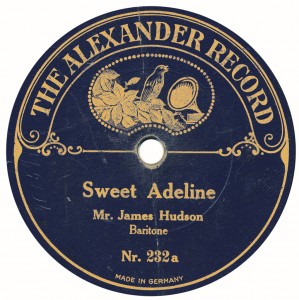 THE ALEXANDER RECORD
Sweet Adeline
Mr. James Hudson
Baritone
Nr. 232a
MADE IN GERMANY